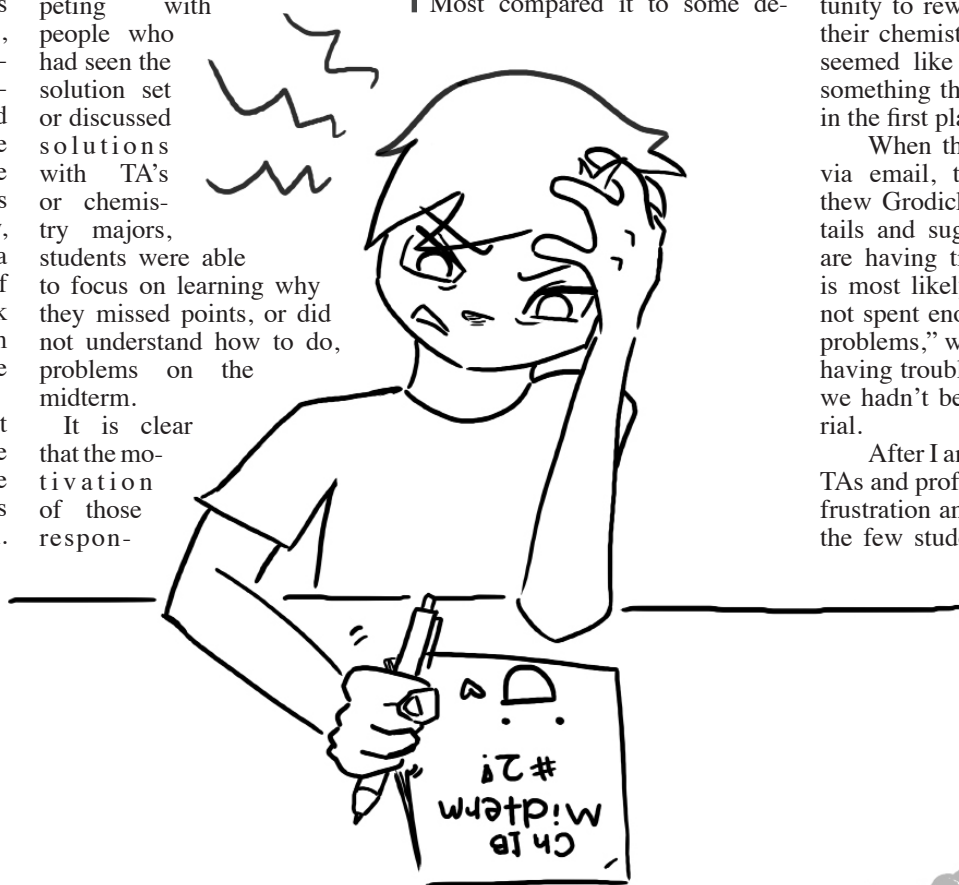 peting with
people who
had seen the
solution set
or discussed
solutions
with TA's
or chemis-
try majors,
students were able
to focus on learning why
they missed points, or did
not understand how to do,
problems on the
midterm.
It is clear
that the mo-
tivation
of those
respon-
Most compared it to some de-
tunity to rew
their chemist
seemed like
something th
in the first pla
When th
via email, t
thew Grodich
tails and sug
are having tr
is most likel
not spent eno
problems," w
having troubl
we hadn't be
rial.
After I an
TAs and prof
frustration an
the few stud
Ch 1B
Midterm
# 2!